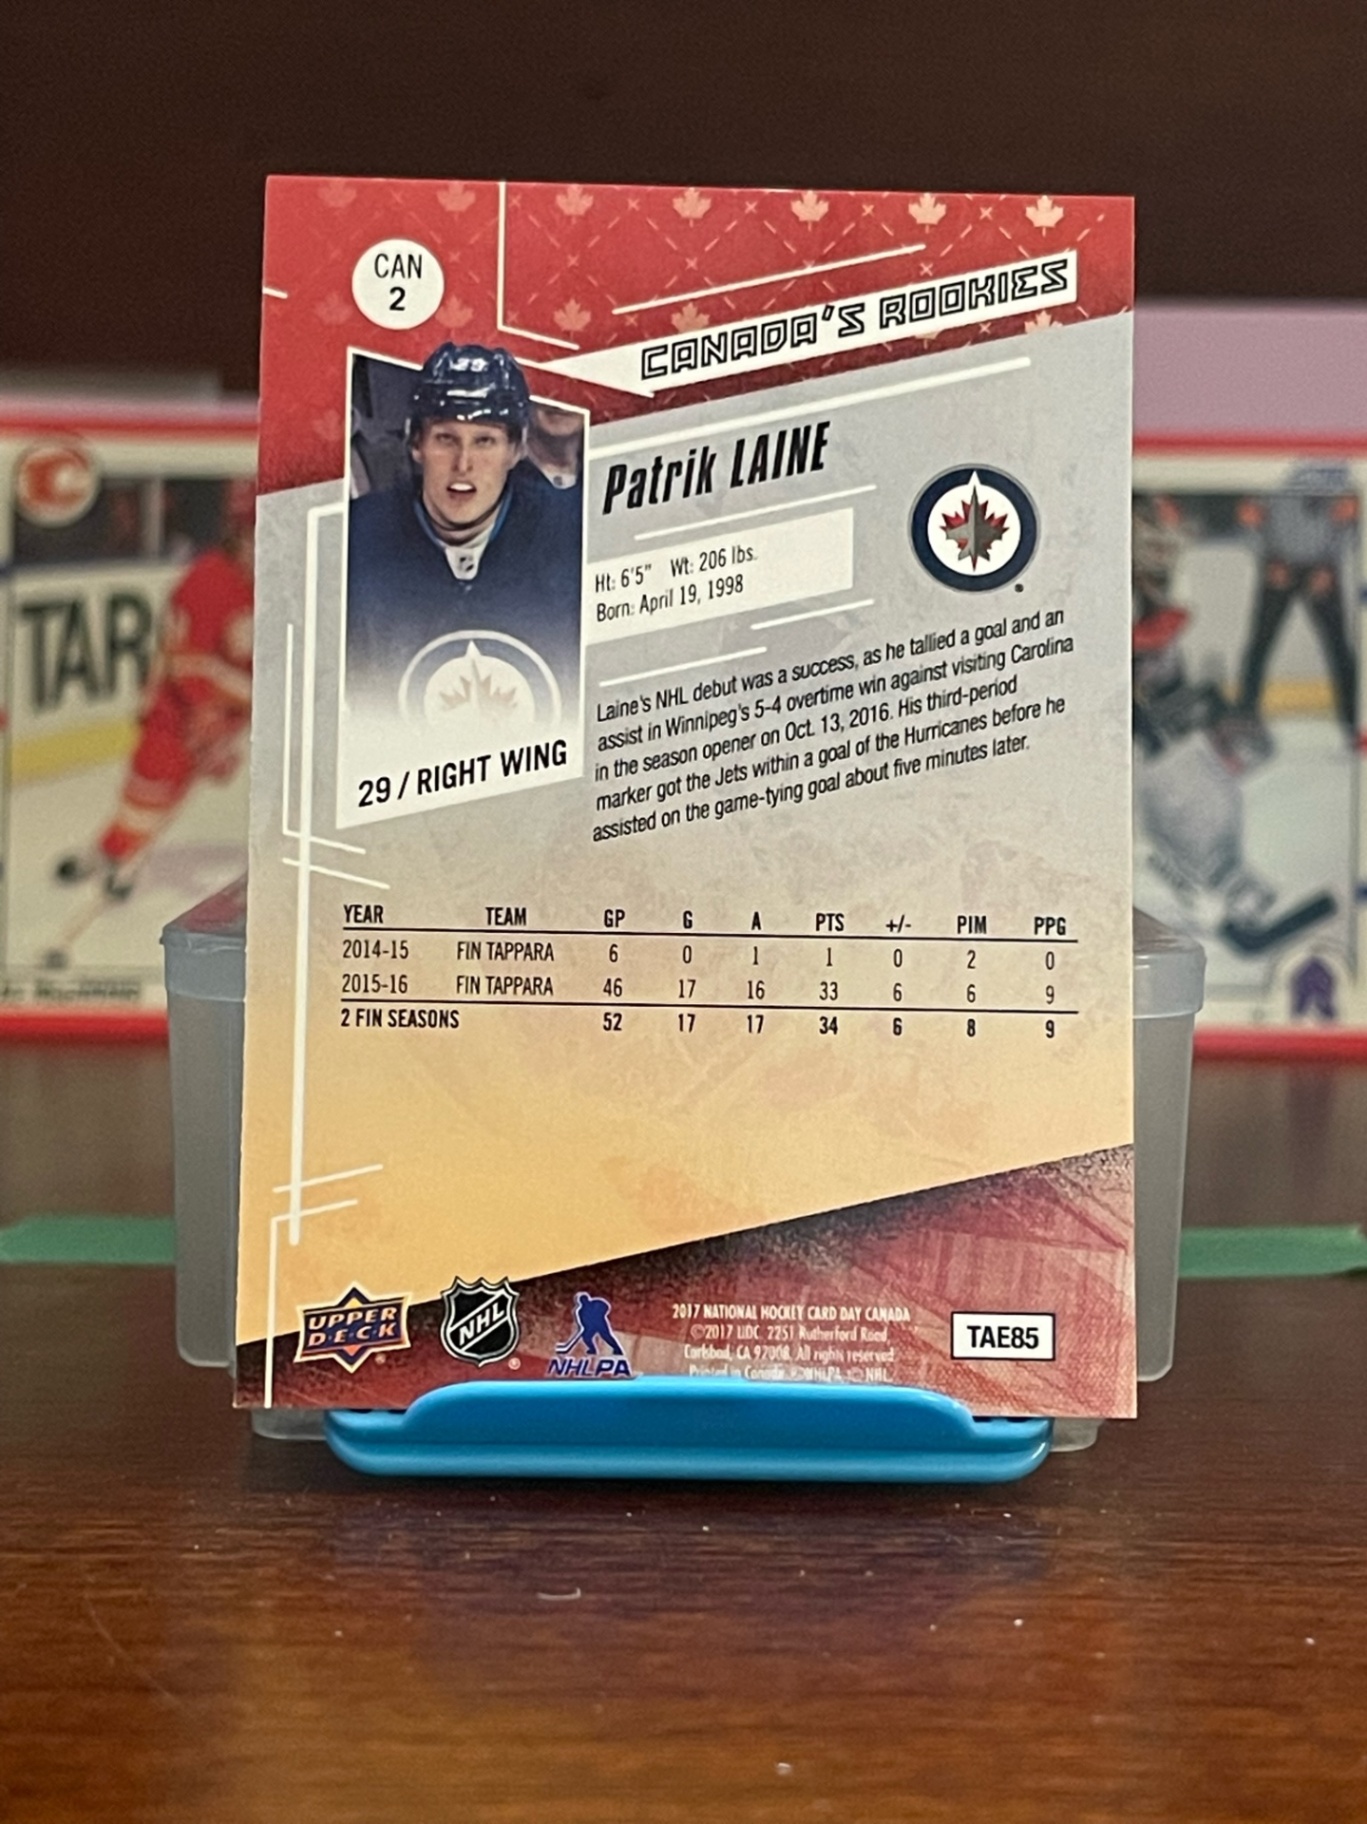 CAN
2
CANADA'S ROOKIES
Patrik LAINE
Ht: 6'5" Wt: 206 lbs.
Born: April 19, 1998
Laine's NHL debut was a success, as he tallied a goal and an
assist in Winnipeg's 5-4 overtime win against visiting Carolina
in the season opener on Oct. 13, 2016. His third-period
marker got the Jets within a goal of the Hurricanes before he
assisted on the game-tying goal about five minutes later.
29 / RIGHT WING
YEAR TEAM GP G A PTS +/- PIM PPG
2014-15 FIN TAPPARA 6 0 1 1 0 2 0
2015-16 FIN TAPPARA 46 17 16 33 6 6 9
2 FIN SEASONS 52 17 17 34 6 8 9
UPPER
DECK
NHL
NHLPA
2017 NATIONAL HOCKEY CARD DAY CANADA
©2017 UDC. 2251 Rutherford Road,
Carlsbad, CA 92008. All rights reserved.
Printed in Canada. © NHLPA. © NHL.
TAE85
TAR